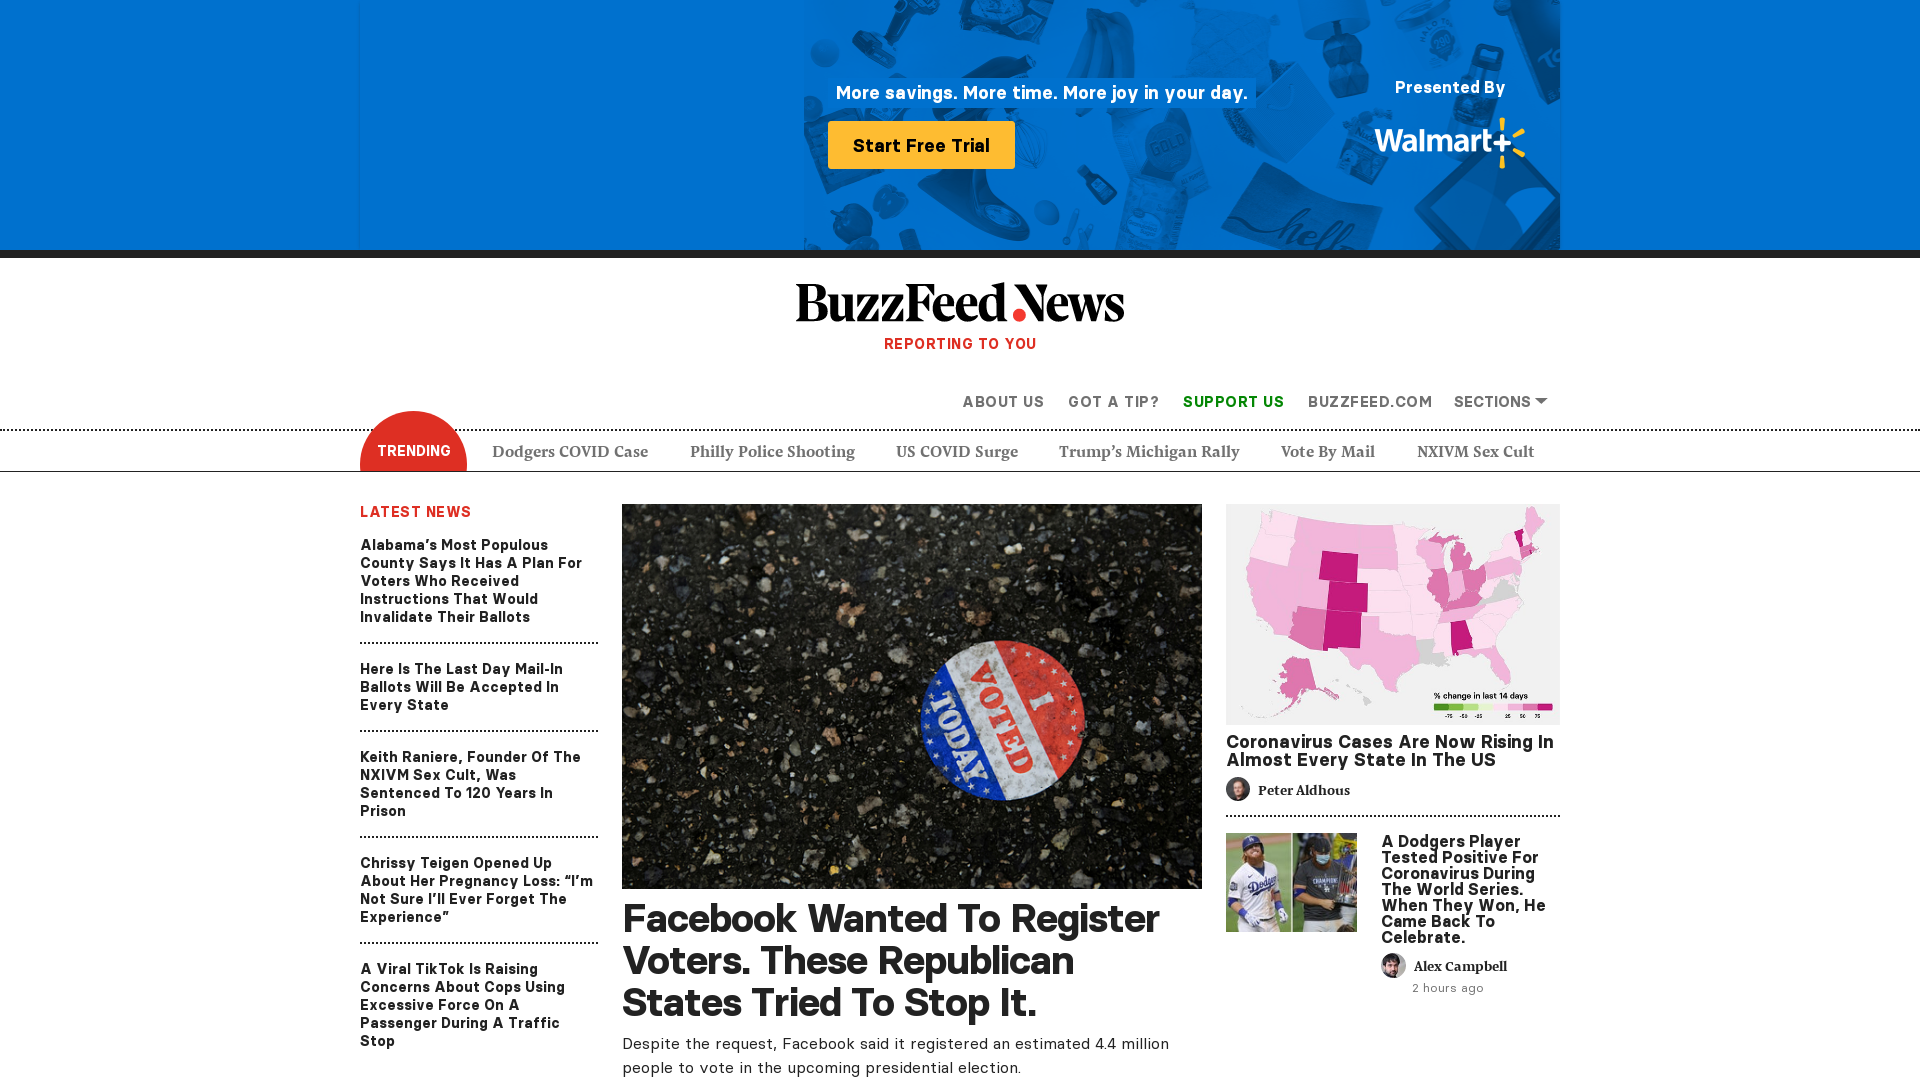 More savings. More time. More joy in your day.
Start Free Trial
Presented By
Walmart+
BuzzFeed.News
REPORTING TO YOU
ABOUT US
GOT A TIP?
SUPPORT US
BUZZFEED.COM
SECTIONS
TRENDING
Dodgers COVID Case
Philly Police Shooting
US COVID Surge
Trump’s Michigan Rally
Vote By Mail
NXIVM Sex Cult
LATEST NEWS
Alabama’s Most Populous
County Says It Has A Plan For
Voters Who Received
Instructions That Would
Invalidate Their Ballots
Here Is The Last Day Mail-In
Ballots Will Be Accepted In
Every State
Keith Raniere, Founder Of The
NXIVM Sex Cult, Was
Sentenced To 120 Years In
Prison
Chrissy Teigen Opened Up
About Her Pregnancy Loss: “I’m
Not Sure I’ll Ever Forget The
Experience”
A Viral TikTok Is Raising
Concerns About Cops Using
Excessive Force On A
Passenger During A Traffic
Stop
I
VOTED
TODAY
Facebook Wanted To Register
Voters. These Republican
States Tried To Stop It.
Despite the request, Facebook said it registered an estimated 4.4 million
people to vote in the upcoming presidential election.
% change in last 14 days
-75 -50 -25 25 50 75
Coronavirus Cases Are Now Rising In
Almost Every State In The US
Peter Aldhous
A Dodgers Player
Tested Positive For
Coronavirus During
The World Series.
When They Won, He
Came Back To
Celebrate.
Alex Campbell
2 hours ago
hello
GOLD
Dodgers